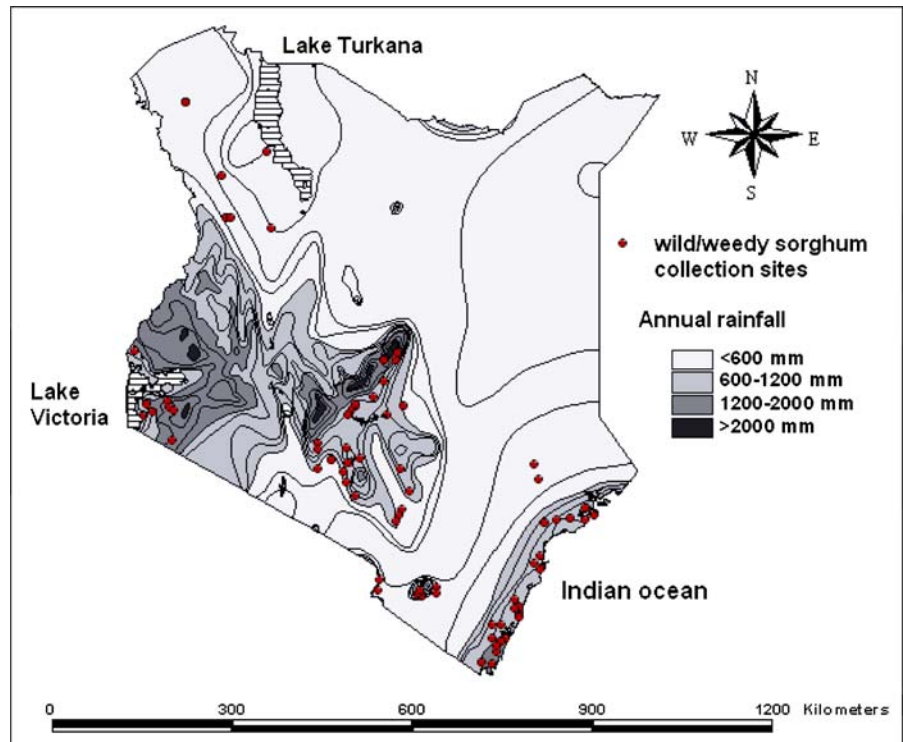 Lake Turkana
N
W E
S
wild/weedy sorghum
collection sites
Annual rainfall
<600 mm
600-1200 mm
1200-2000 mm
>2000 mm
Lake
Victoria
Indian ocean
0 300 600 900 1200 Kilometers